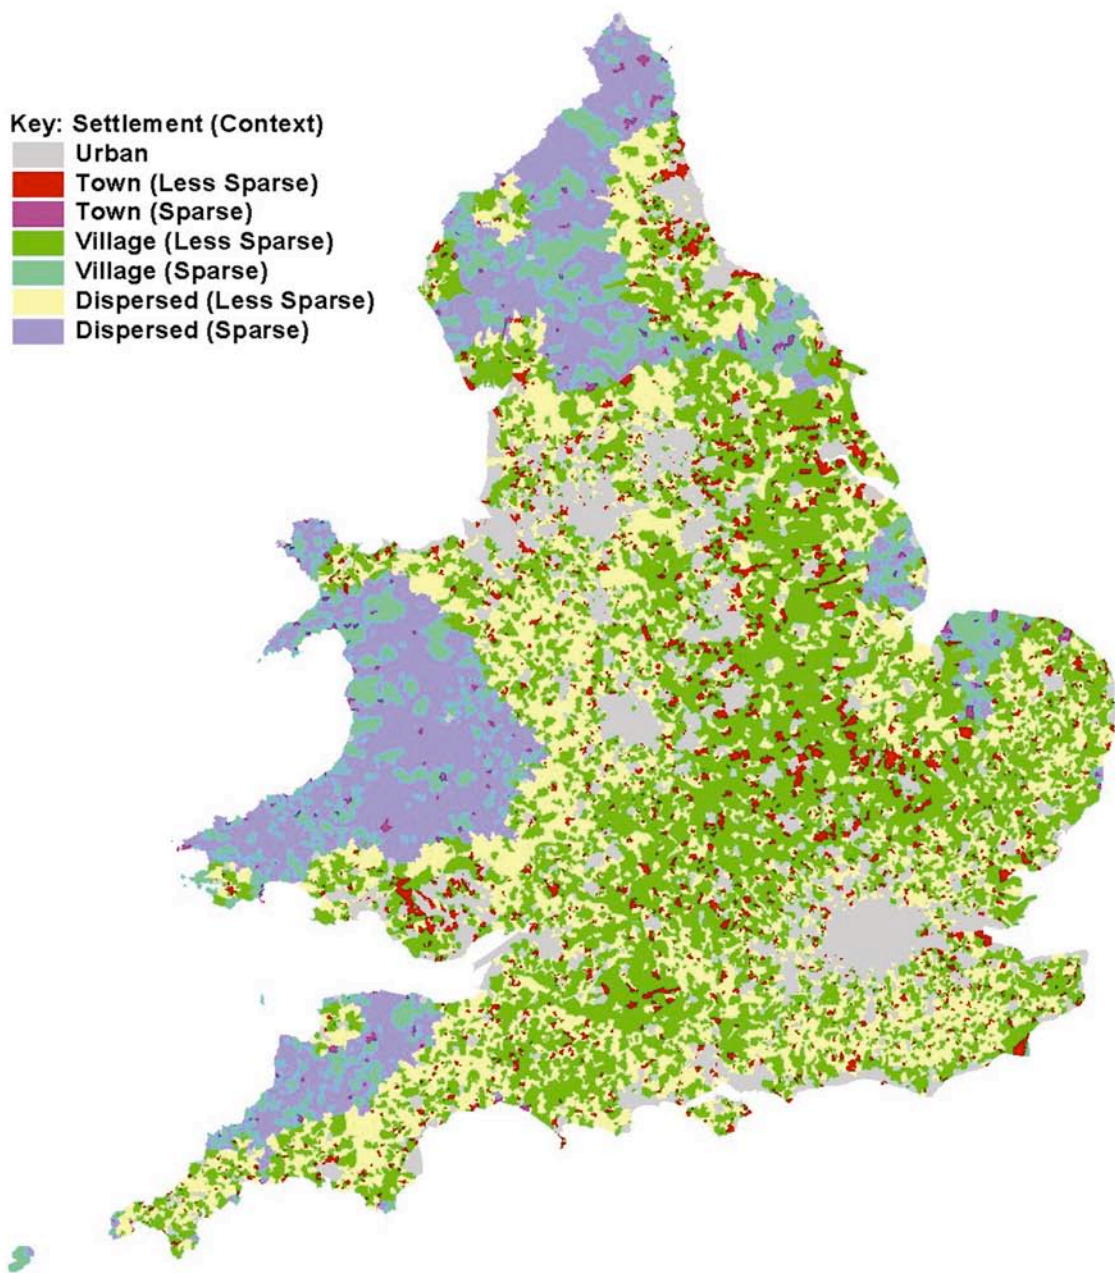 Key: Settlement (Context)
Urban
Town (Less Sparse)
Town (Sparse)
Village (Less Sparse)
Village (Sparse)
Dispersed (Less Sparse)
Dispersed (Sparse)